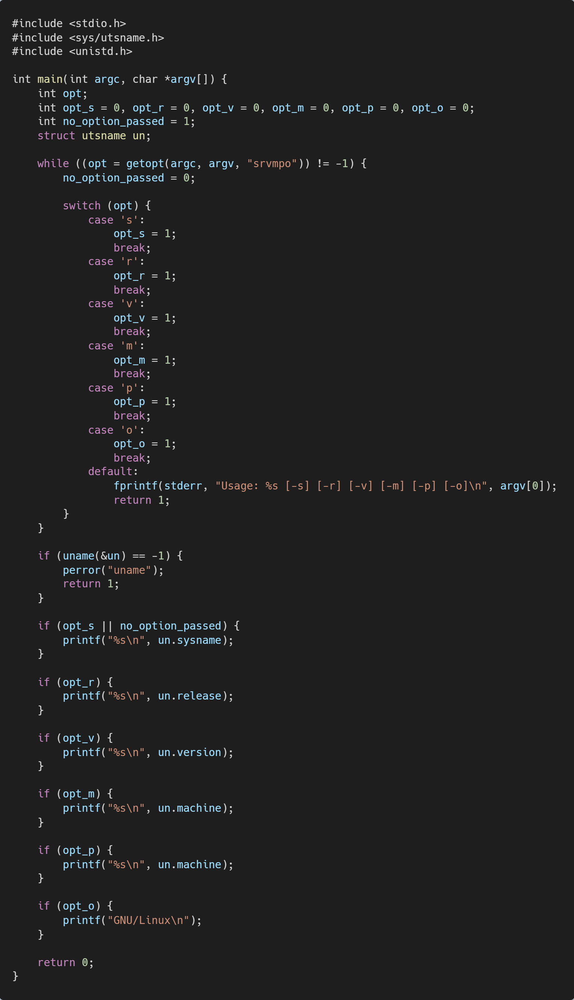 #include <stdio.h>
#include <sys/utsname.h>
#include <unistd.h>

int main(int argc, char *argv[]) {
    int opt;
    int opt_s = 0, opt_r = 0, opt_v = 0, opt_m = 0, opt_p = 0, opt_o = 0;
    int no_option_passed = 1;
    struct utsname un;

    while ((opt = getopt(argc, argv, "srvmpo")) != -1) {
        no_option_passed = 0;

        switch (opt) {
            case 's':
                opt_s = 1;
                break;
            case 'r':
                opt_r = 1;
                break;
            case 'v':
                opt_v = 1;
                break;
            case 'm':
                opt_m = 1;
                break;
            case 'p':
                opt_p = 1;
                break;
            case 'o':
                opt_o = 1;
                break;
            default:
                fprintf(stderr, "Usage: %s [-s] [-r] [-v] [-m] [-p] [-o]\n", argv[0]);
                return 1;
        }
    }

    if (uname(&un) == -1) {
        perror("uname");
        return 1;
    }

    if (opt_s || no_option_passed) {
        printf("%s\n", un.sysname);
    }

    if (opt_r) {
        printf("%s\n", un.release);
    }

    if (opt_v) {
        printf("%s\n", un.version);
    }

    if (opt_m) {
        printf("%s\n", un.machine);
    }

    if (opt_p) {
        printf("%s\n", un.machine);
    }

    if (opt_o) {
        printf("GNU/Linux\n");
    }

    return 0;
}